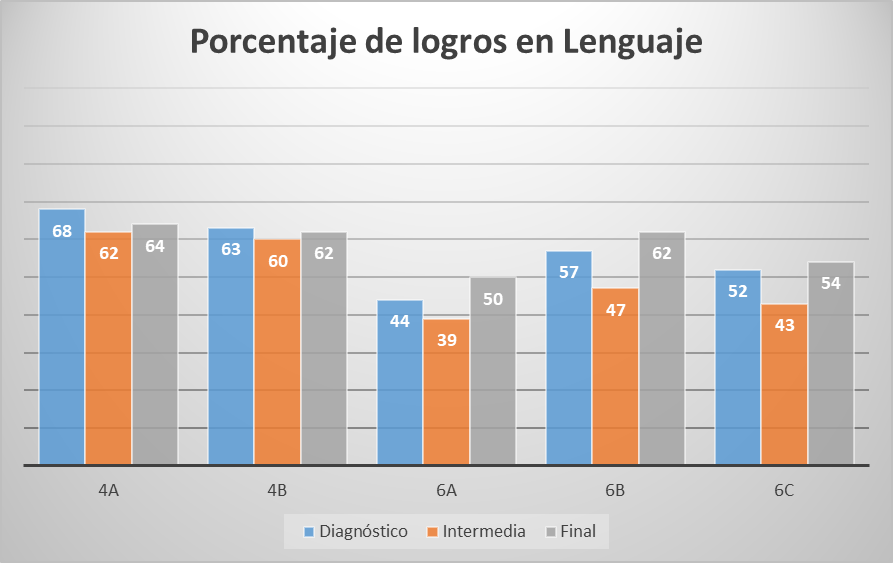 Porcentaje de logros en Lenguaje
68 62 64 63 60 62 44 39 50 57 47 62 52 43 54
4A 4B 6A 6B 6C
Diagnóstico Intermedia Final